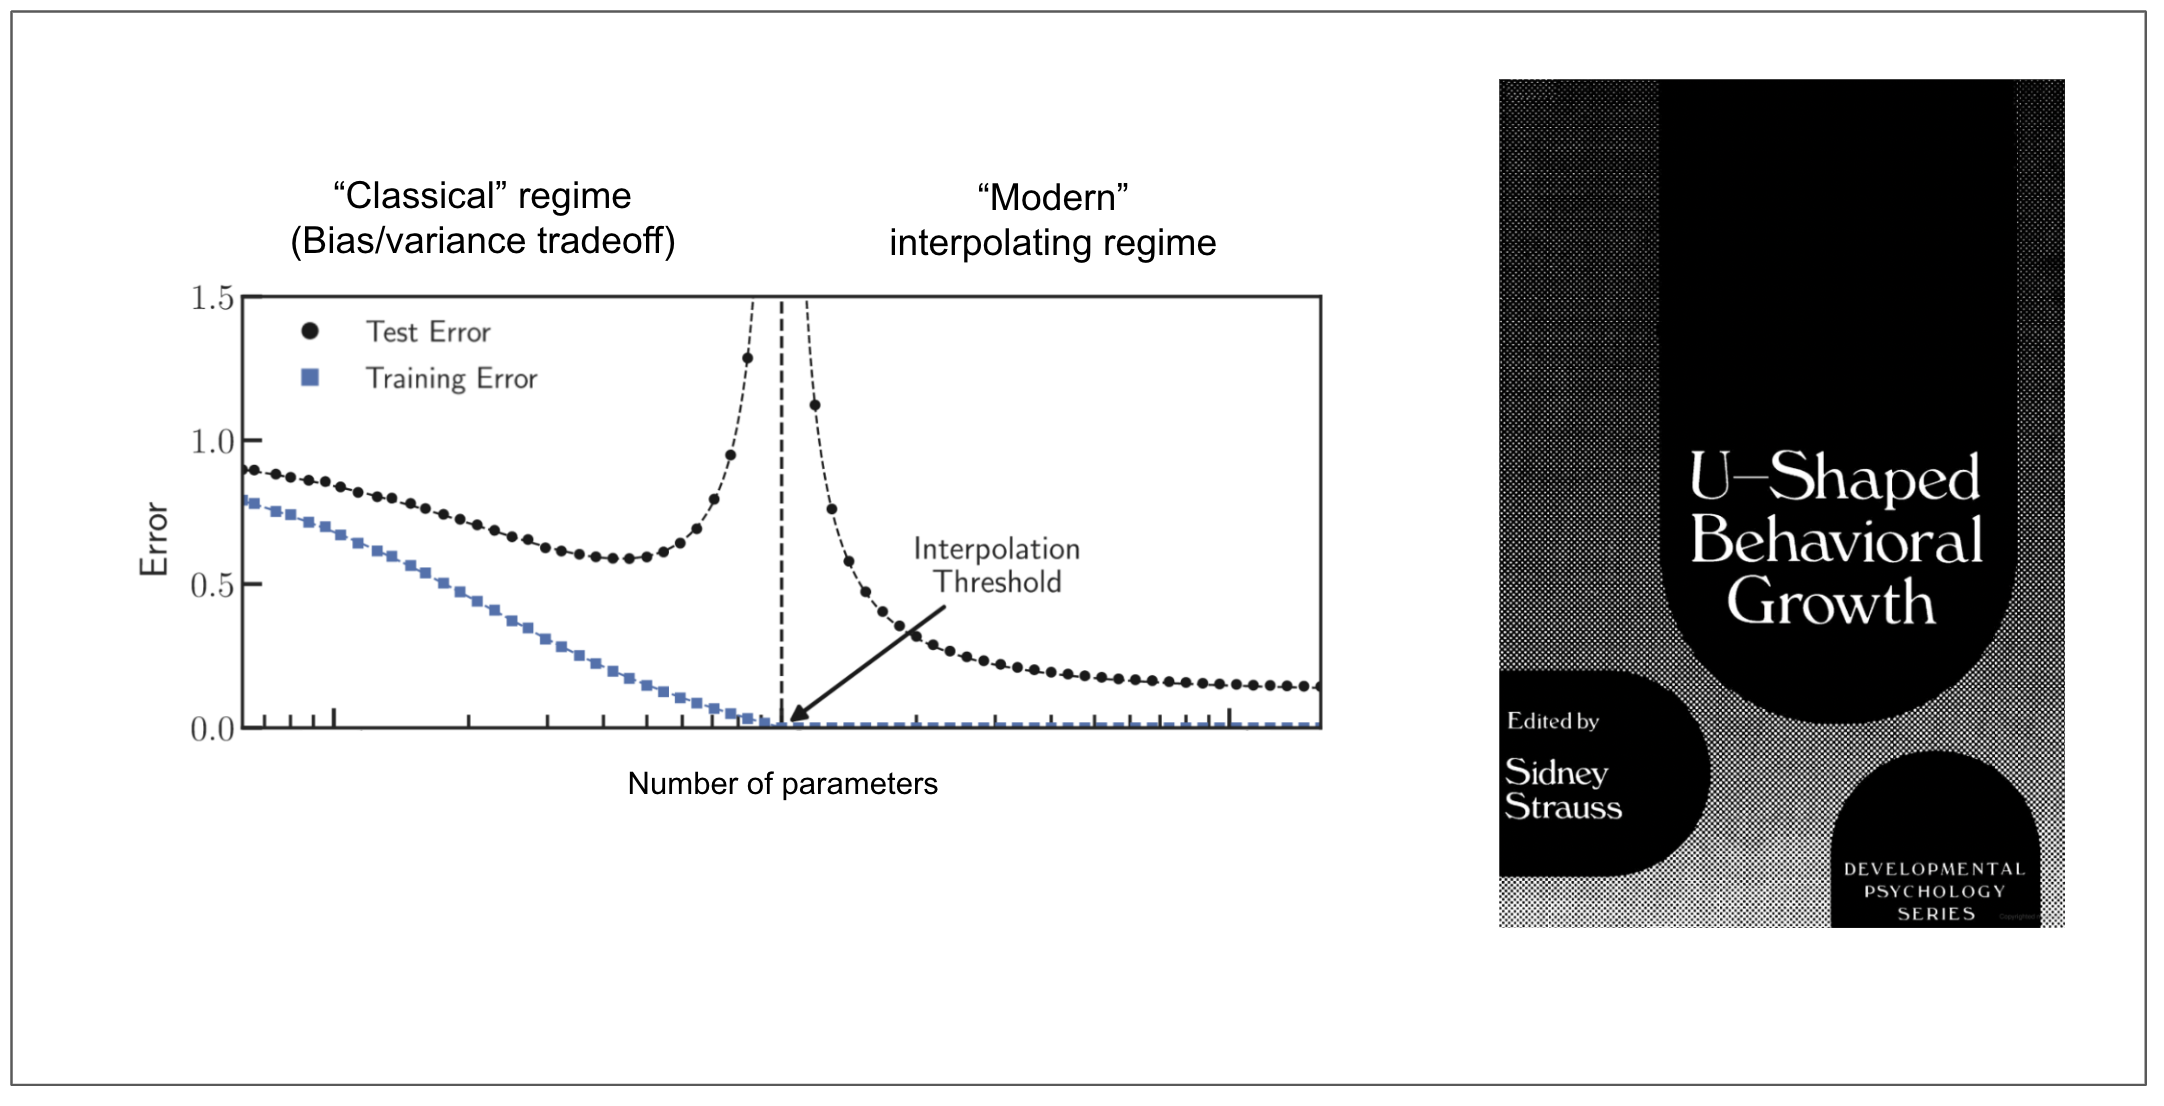 “Classical” regime
(Bias/variance tradeoff)
“Modern”
interpolating regime
1.5
1.0
0.5
0.0
Error
Test Error
Training Error
Interpolation
Threshold
Number of parameters
U—Shaped
Behavioral
Growth
Edited by
Sidney
Strauss
DEVELOPMENTAL
PSYCHOLOGY
SERIES